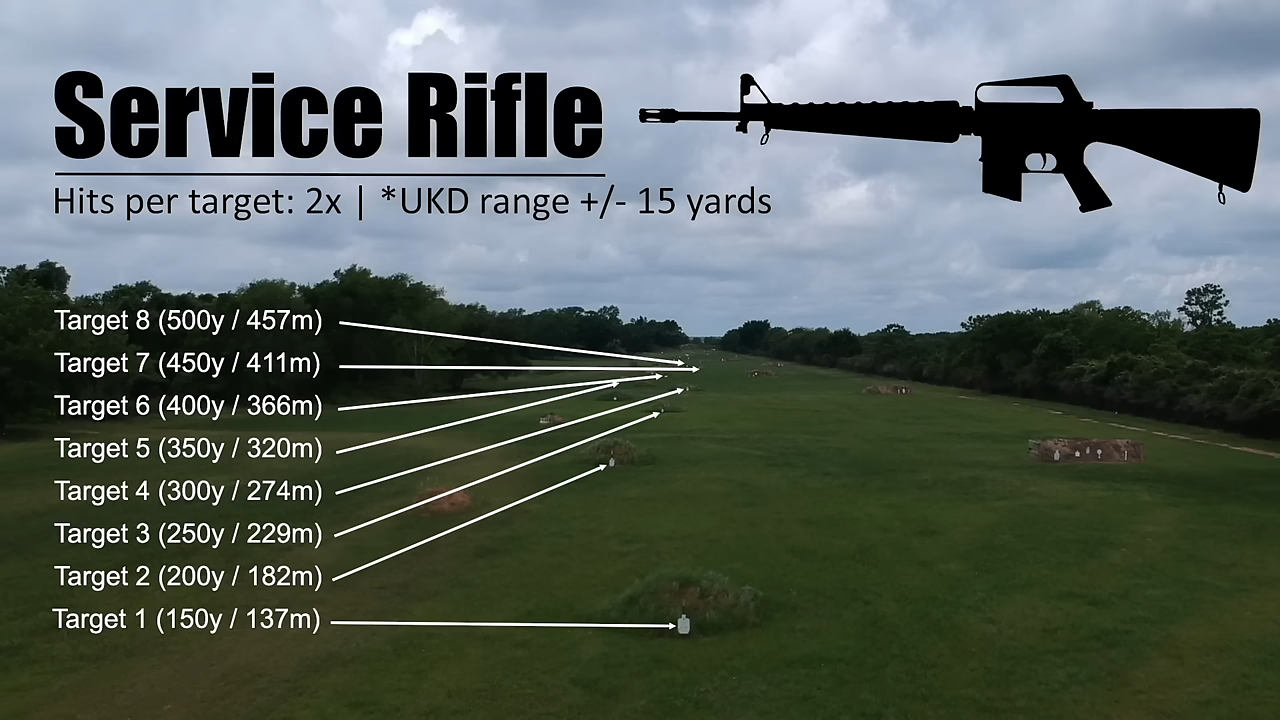 Service Rifle
Hits per target: 2x | *UKD range +/- 15 yards
Target 8 (500y / 457m)
Target 7 (450y / 411m)
Target 6 (400y / 366m)
Target 5 (350y / 320m)
Target 4 (300y / 274m)
Target 3 (250y / 229m)
Target 2 (200y / 182m)
Target 1 (150y / 137m)